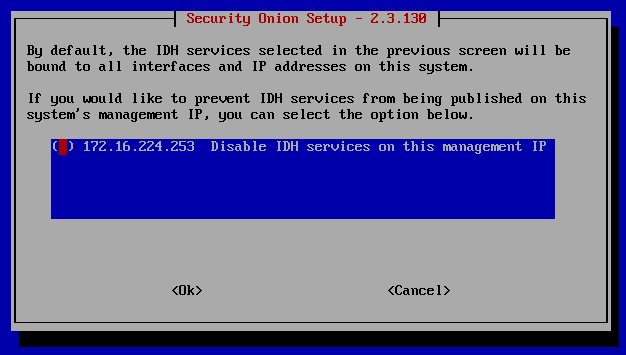 Security Onion Setup - 2.3.130
By default, the IDH services selected in the previous screen will be
bound to all interfaces and IP addresses on this system.
If you would like to prevent IDH services from being published on this
system's management IP, you can select the option below.
( ) 172.16.224.253  Disable IDH services on this management IP
<Ok> <Cancel>